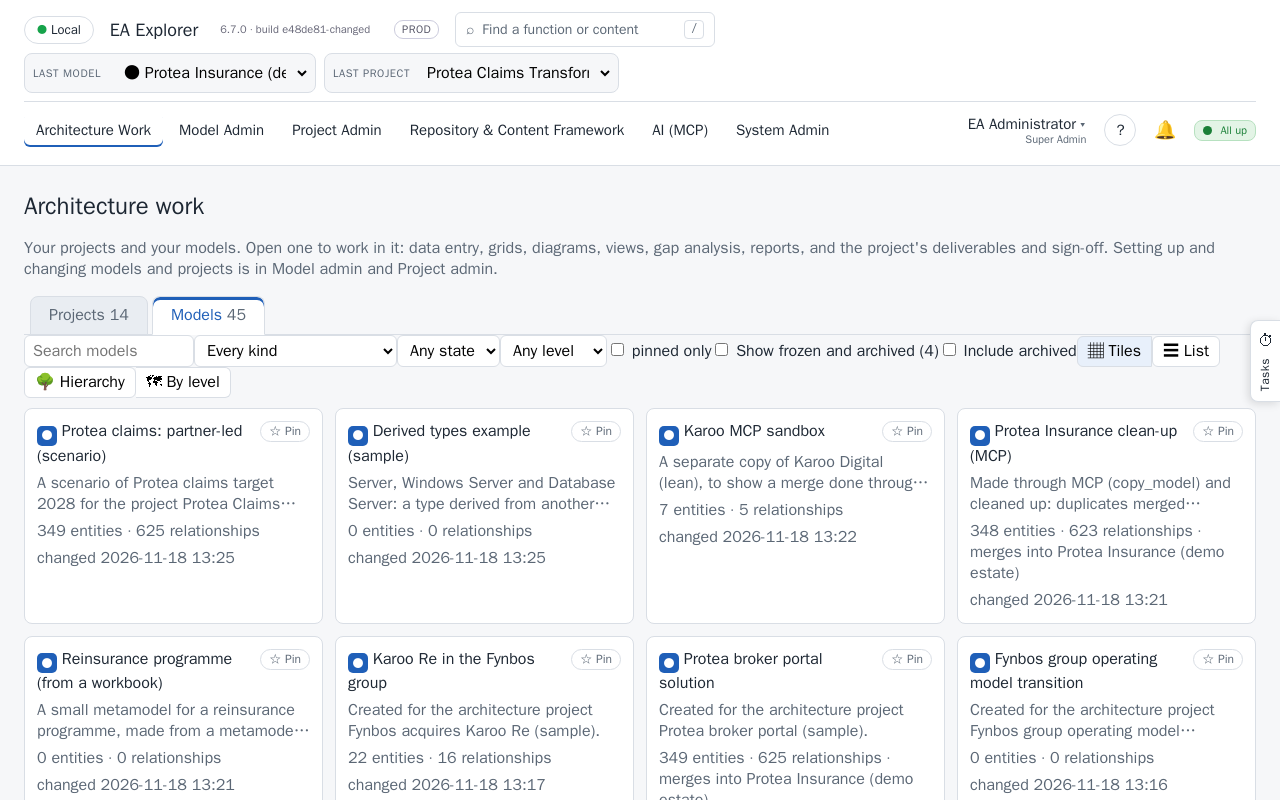 Local EA Explorer 6.7.0 · build e48de81-changed PROD ⌕ Find a function or content /
LAST MODEL Protea Insurance (de LAST PROJECT Protea Claims Transfor
Architecture Work Model Admin Project Admin Repository & Content Framework AI (MCP) System Admin EA Administrator ▾ ? 🔔 All up
Super Admin
Architecture work
Your projects and your models. Open one to work in it: data entry, grids, diagrams, views, gap analysis, reports, and the project's deliverables and sign-off. Setting up and
changing models and projects is in Model admin and Project admin.
Projects 14 Models 45
Search models Every kind Any state Any level pinned only Show frozen and archived (4) Include archived Tiles List
Hierarchy By level
Tasks
Protea claims: partner-led
(scenario)
☆ Pin
A scenario of Protea claims target
2028 for the project Protea Claims…
349 entities · 625 relationships
changed 2026-11-18 13:25
Derived types example
(sample)
☆ Pin
Server, Windows Server and Database
Server: a type derived from another…
0 entities · 0 relationships
changed 2026-11-18 13:25
Karoo MCP sandbox
☆ Pin
A separate copy of Karoo Digital
(lean), to show a merge done throug…
7 entities · 5 relationships
changed 2026-11-18 13:22
Protea Insurance clean-up
(MCP)
☆ Pin
Made through MCP (copy_model) and
cleaned up: duplicates merged…
348 entities · 623 relationships ·
merges into Protea Insurance (demo
estate)
changed 2026-11-18 13:21
Reinsurance programme
(from a workbook)
☆ Pin
A small metamodel for a reinsurance
programme, made from a metamode…
0 entities · 0 relationships
changed 2026-11-18 13:21
Karoo Re in the Fynbos
group
☆ Pin
Created for the architecture project
Fynbos acquires Karoo Re (sample).
22 entities · 16 relationships
changed 2026-11-18 13:17
Protea broker portal
solution
☆ Pin
Created for the architecture project
Protea broker portal (sample).
349 entities · 625 relationships ·
merges into Protea Insurance (demo
estate)
Fynbos group operating
model transition
☆ Pin
Created for the architecture project
Fynbos group operating model…
0 entities · 0 relationships
changed 2026-11-18 13:16